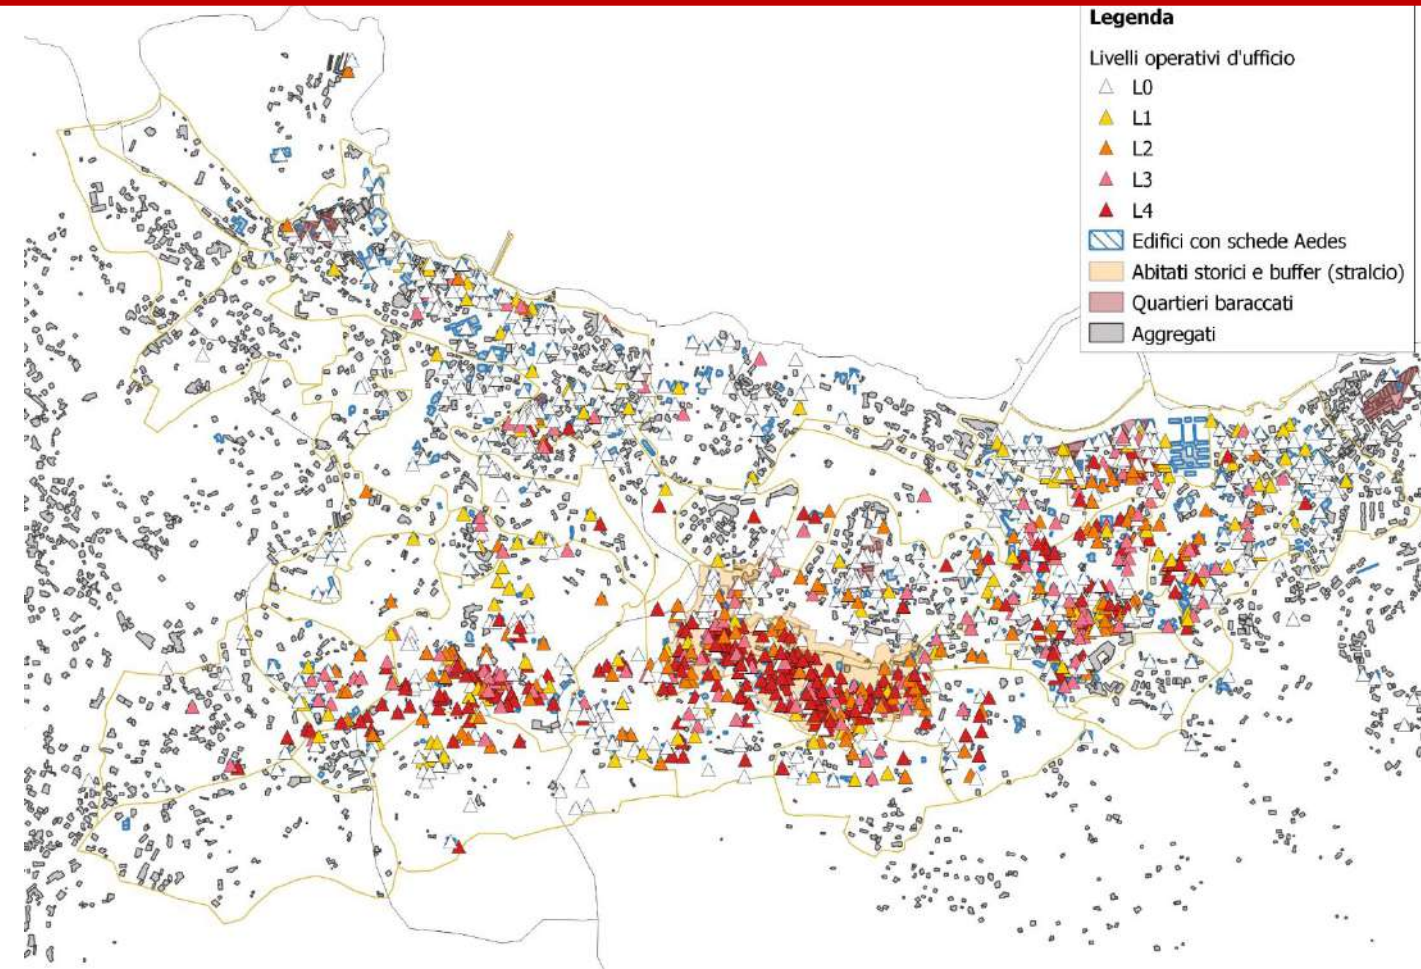 Legenda
Livelli operativi d'ufficio
L0
L1
L2
L3
L4
Edifici con schede Aedes
Abitati storici e buffer (stralcio)
Quartieri baraccati
Aggregati